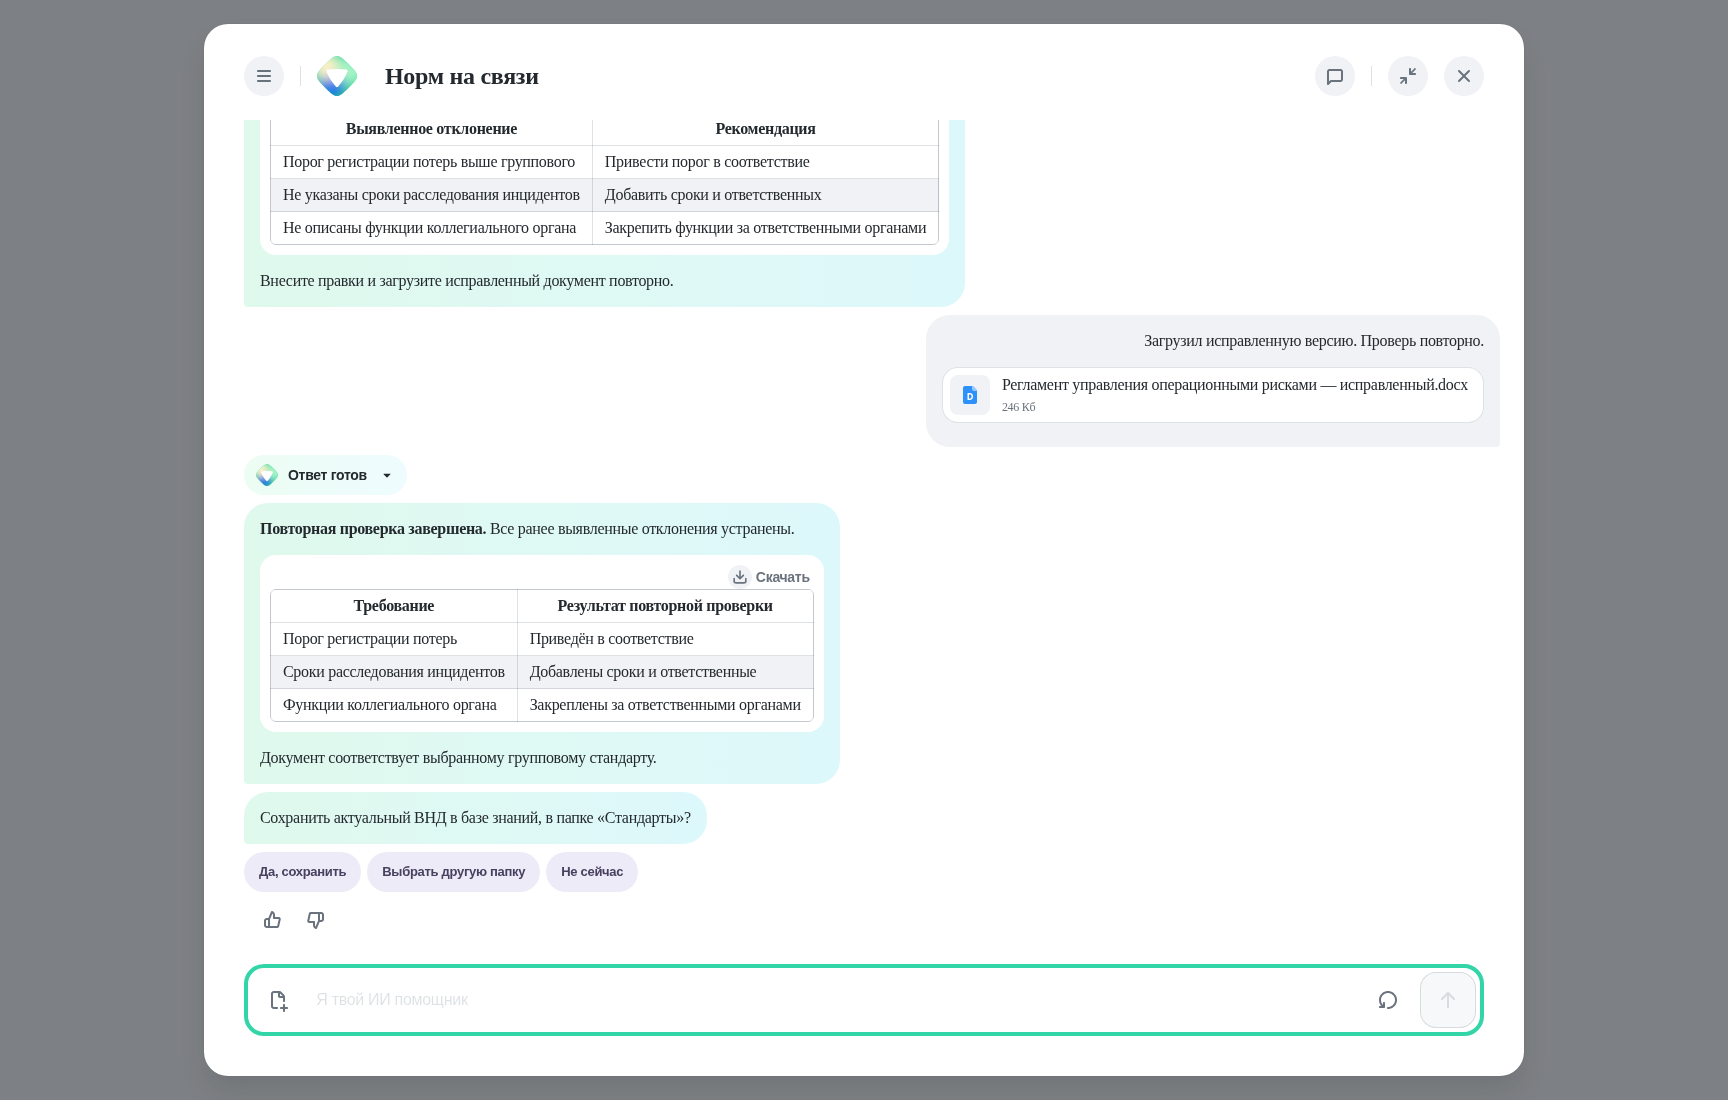 Норм на связи
Выявленное отклонение Рекомендация
Порог регистрации потерь выше группового Привести порог в соответствие
Не указаны сроки расследования инцидентов Добавить сроки и ответственных
Не описаны функции коллегиального органа Закрепить функции за ответственными органами
Внесите правки и загрузите исправленный документ повторно.
Загрузил исправленную версию. Проверь повторно.
Регламент управления операционными рисками — исправленный.docx
246 Кб
Ответ готов
Повторная проверка завершена. Все ранее выявленные отклонения устранены.
Скачать
Требование Результат повторной проверки
Порог регистрации потерь Приведён в соответствие
Сроки расследования инцидентов Добавлены сроки и ответственные
Функции коллегиального органа Закреплены за ответственными органами
Документ соответствует выбранному групповому стандарту.
Сохранить актуальный ВНД в базе знаний, в папке «Стандарты»?
Да, сохранить Выбрать другую папку Не сейчас
Я твой ИИ помощник